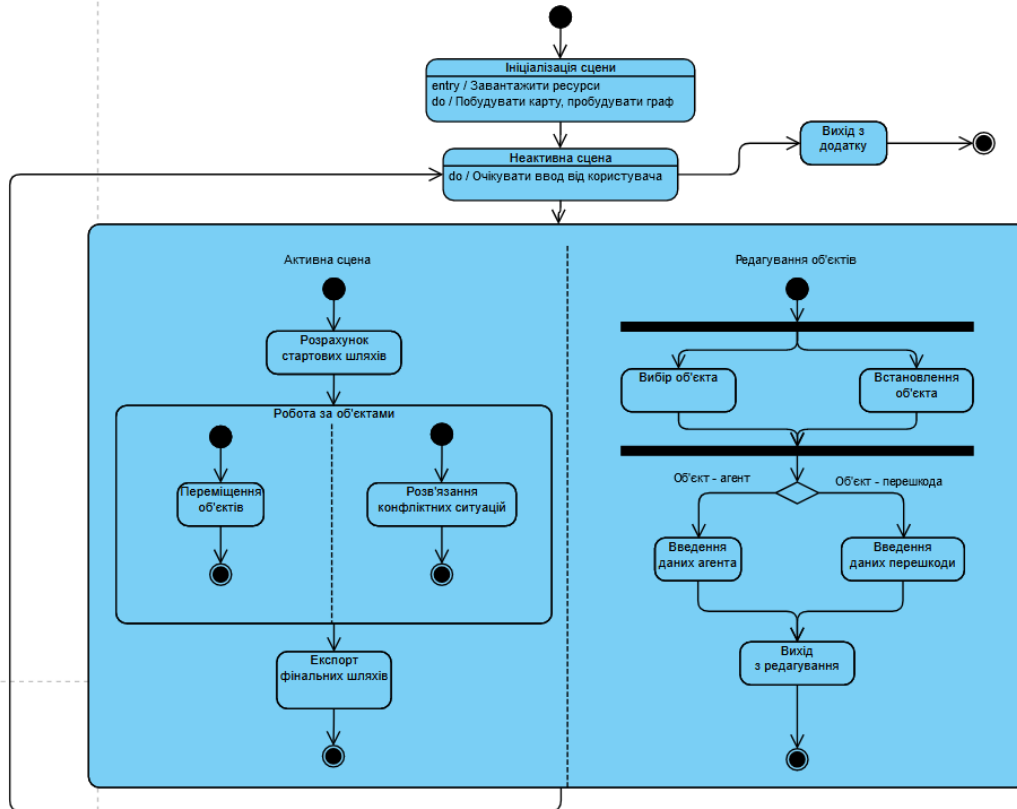 Ініціалізація сцени
entry / Завантажити ресурси
do / Побудувати карту, пробудувати граф
Вихід з
додатку
Неактивна сцена
do / Очікувати ввод від користувача
Активна сцена
Редагування об'єктів
Розрахунок
стартових шляхів
Вибір об'єкта
Встановлення
об'єкта
Робота за об'єктами
Переміщення
об'єктів
Розв'язання
конфліктних ситуацій
Об'єкт - агент
Об'єкт - перешкода
Введення
даних агента
Введення
даних перешкоди
Експорт
фінальних шляхів
Вихід
з редагування